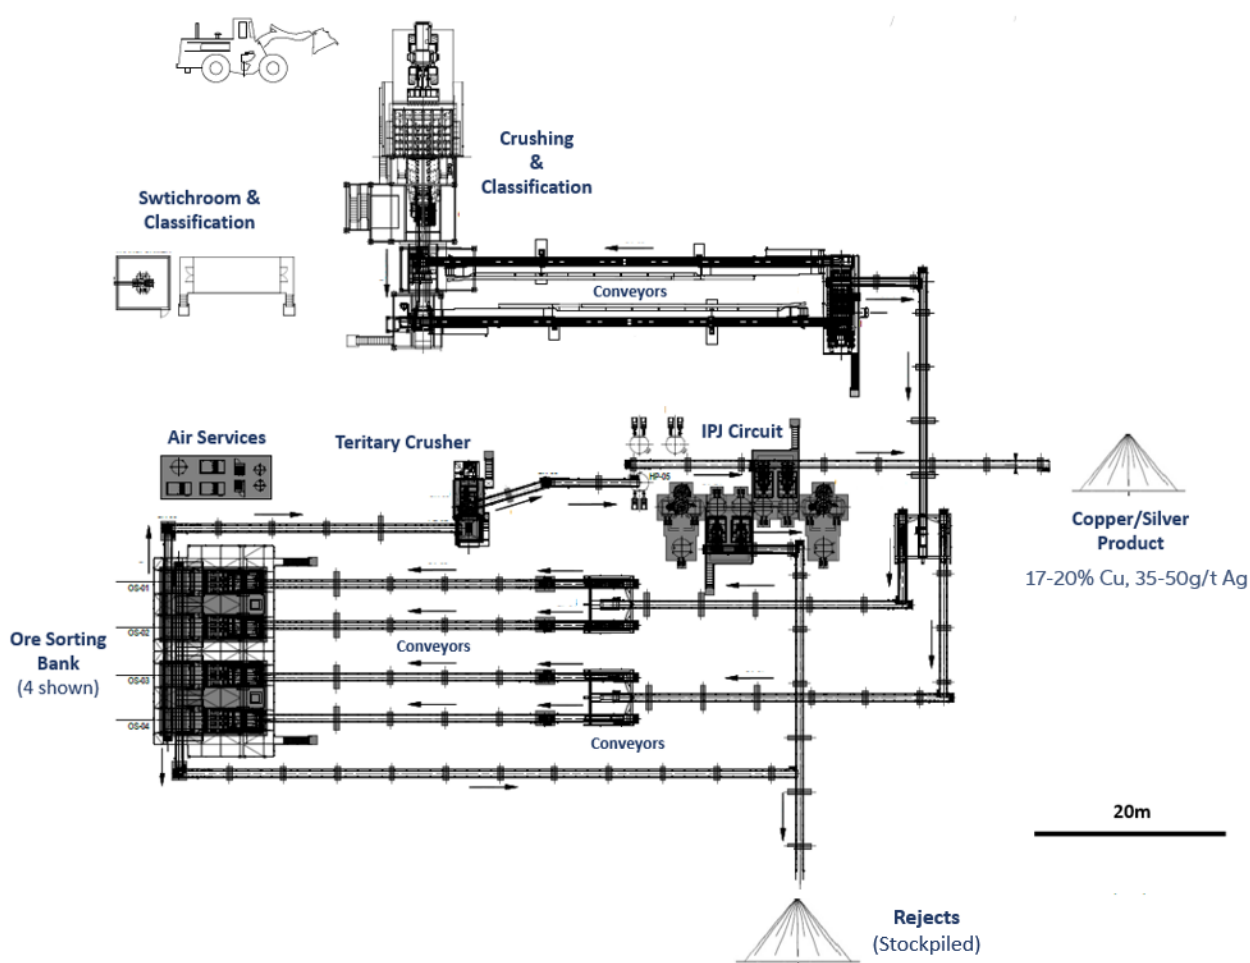 Crushing
&
Classification
Swtichroom &
Classification
Conveyors
Air Services
Teritary Crusher
IPJ Circuit
HP-05
Copper/Silver
Product
17-20% Cu, 35-50g/t Ag
OS-01
OS-02
Ore Sorting
Bank
(4 shown)
Conveyors
OS-03
OS-04
Conveyors
20m
Rejects
(Stockpiled)